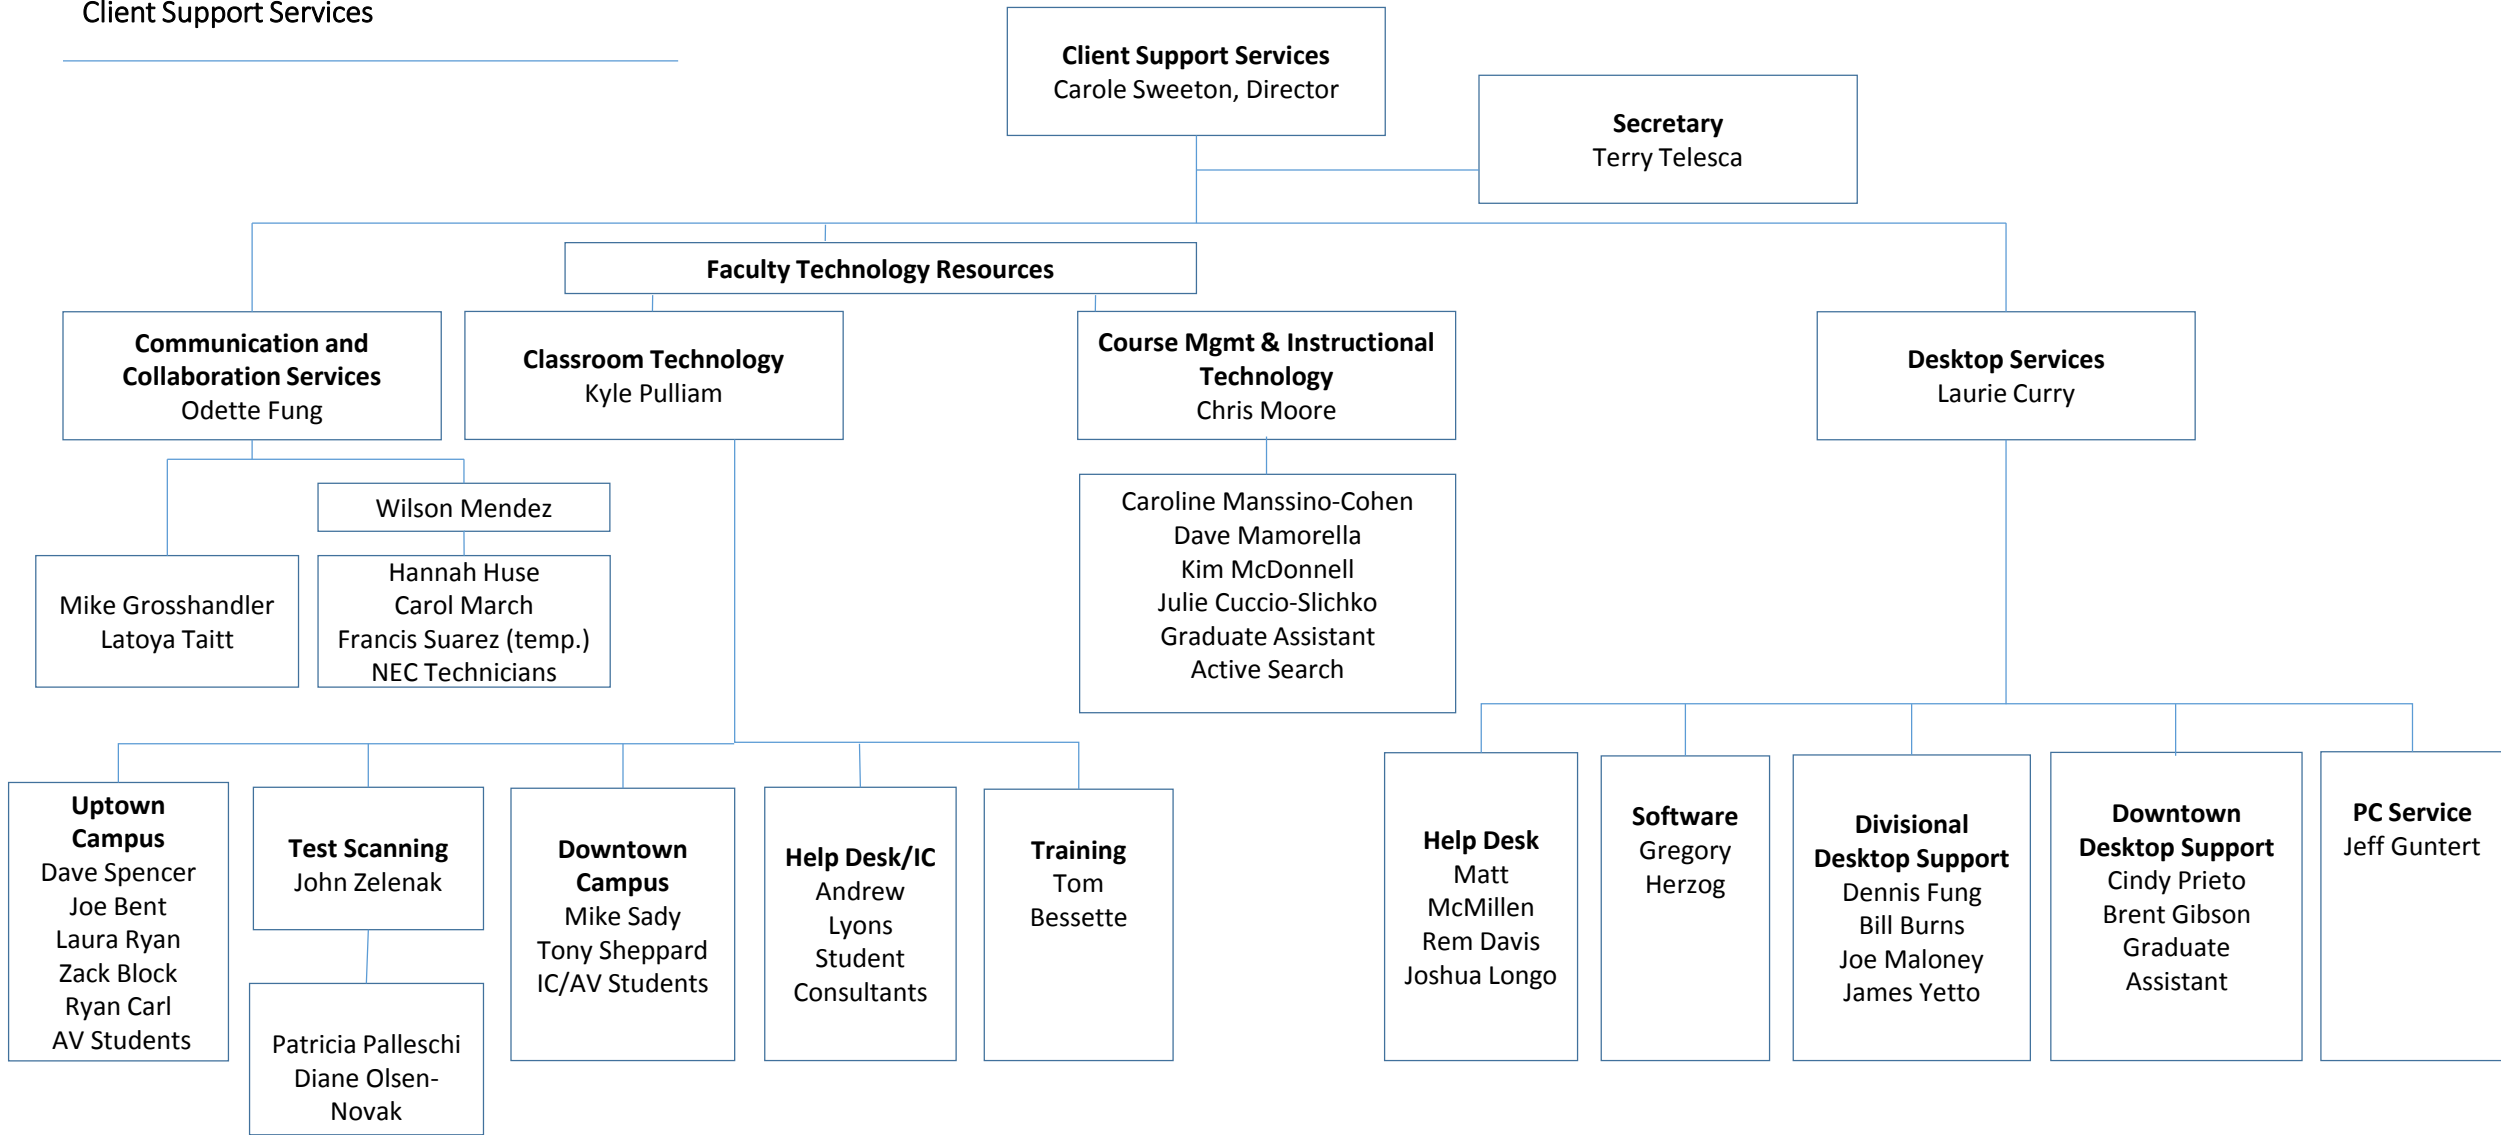 Client Support Services
Client Support Services
Carole Sweeton, Director
Secretary
Terry Telesca
Faculty Technology Resources
Communication and
Collaboration Services
Odette Fung
Classroom Technology
Kyle Pulliam
Course Mgmt & Instructional
Technology
Chris Moore
Desktop Services
Laurie Curry
Wilson Mendez
Mike Grosshandler
Latoya Taitt
Hannah Huse
Carol March
Francis Suarez (temp.)
NEC Technicians
Caroline Manssino-Cohen
Dave Mamorella
Kim McDonnell
Julie Cuccio-Slichko
Graduate Assistant
Active Search
Uptown
Campus
Dave Spencer
Joe Bent
Laura Ryan
Zack Block
Ryan Carl
AV Students
Test Scanning
John Zelenak
Patricia Palleschi
Diane Olsen-
Novak
Downtown
Campus
Mike Sady
Tony Sheppard
IC/AV Students
Help Desk/IC
Andrew
Lyons
Student
Consultants
Training
Tom
Bessette
Help Desk
Matt
McMillen
Rem Davis
Joshua Longo
Software
Gregory
Herzog
Divisional
Desktop Support
Dennis Fung
Bill Burns
Joe Maloney
James Yetto
Downtown
Desktop Support
Cindy Prieto
Brent Gibson
Graduate
Assistant
PC Service
Jeff Guntert